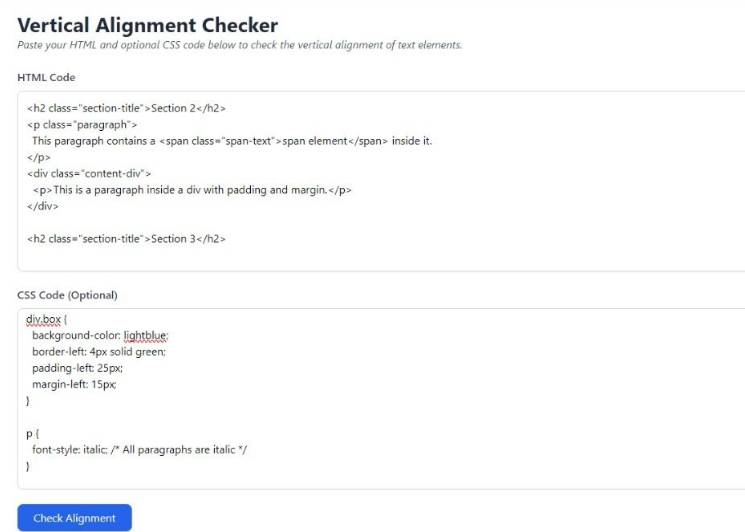 Vertical Alignment Checker
Paste your HTML and optional CSS code below to check the vertical alignment of text elements.
HTML Code
<h2 class="section-title">Section 2</h2>
<p class="paragraph">
This paragraph contains a <span class="span-text">span element</span> inside it.
</p>
<div class="content-div">
<p>This is a paragraph inside a div with padding and margin.</p>
</div>
<h2 class="section-title">Section 3</h2>
CSS Code (Optional)
div.box {
background-color: lightblue;
border-left: 4px solid green;
padding-left: 25px;
margin-left: 15px;
}
p {
font-style: italic; /* All paragraphs are italic */
}
Check Alignment